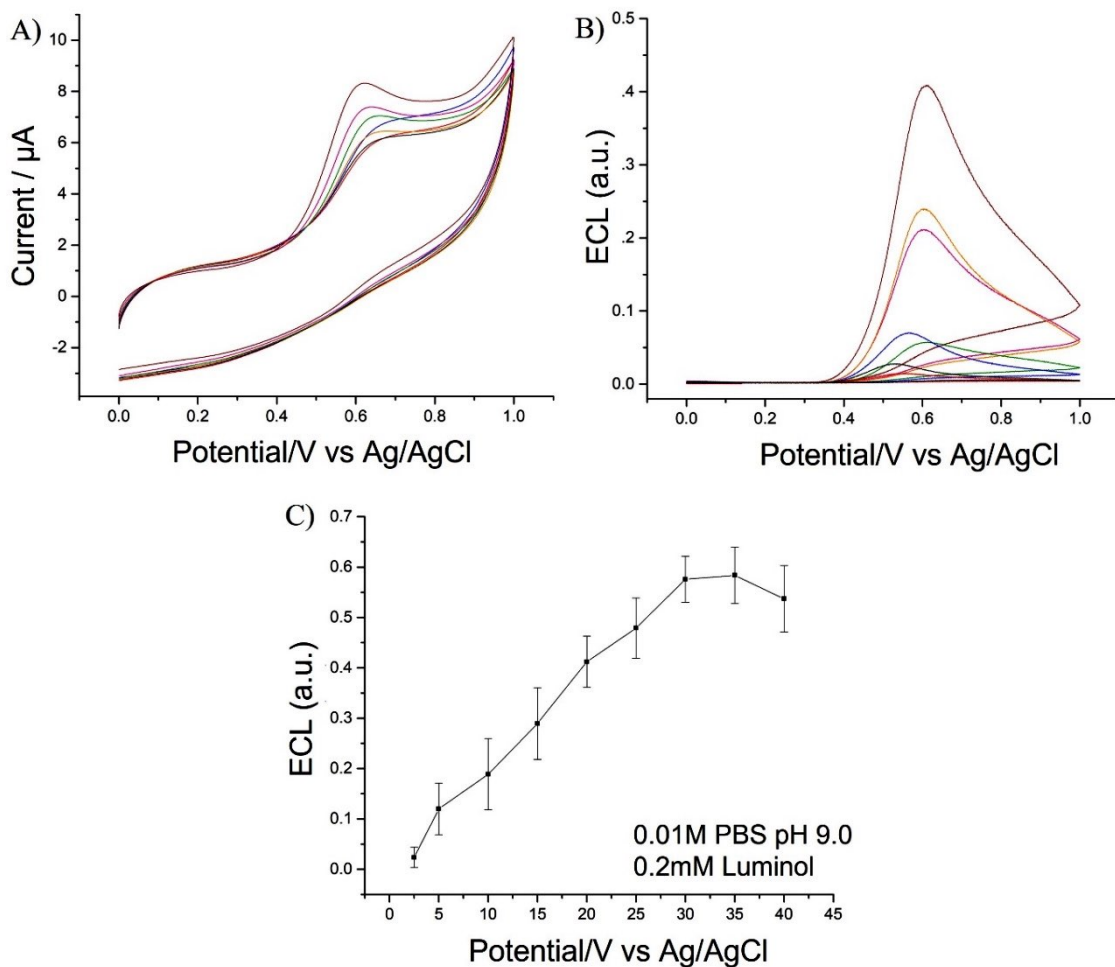 A)
10
8
6
4
2
0
-2
Current / µA
0.0 0.2 0.4 0.6 0.8 1.0
Potential/V vs Ag/AgCl
B)
0.5
.4
.3
.2
0.1
0.0
ECL (a.u.)
0.0 0.2 0.4 0.6 0.8 1.0
Potential/V vs Ag/AgCl
C)
0.7
0.6
0.5
0.4
0.3
0.2
0.1
0.0
ECL (a.u.)
0.01M PBS pH 9.0
0.2mM Luminol
0 5 10 15 20 25 30 35 40 45
Potential/V vs Ag/AgCl